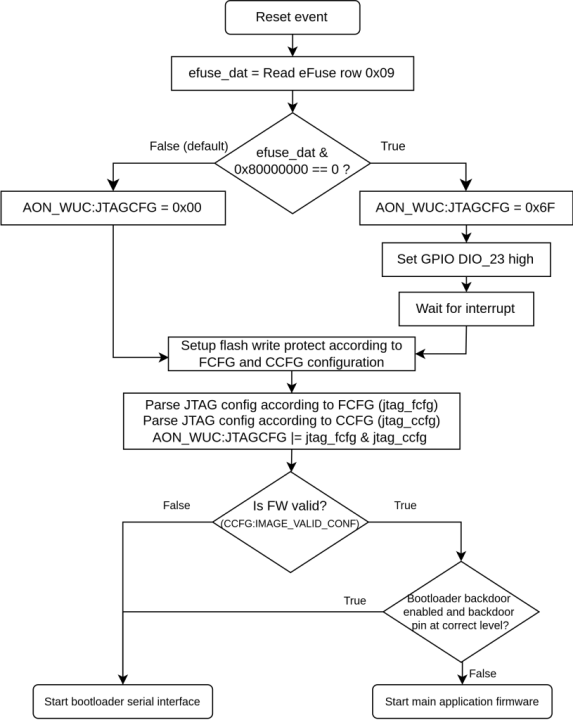 Reset event
efuse_dat = Read eFuse row 0x09
False (default)
True
efuse_dat &
0x80000000 == 0 ?
AON_WUC:JTAGCFG = 0x00
AON_WUC:JTAGCFG = 0x6F
Set GPIO DIO_23 high
Wait for interrupt
Setup flash write protect according to
FCFG and CCFG configuration
Parse JTAG config according to FCFG (jtag_fcfg)
Parse JTAG config according to CCFG (jtag_ccfg)
AON_WUC:JTAGCFG |= jtag_fcfg & jtag_ccfg
False
Is FW valid?
(CCFG:IMAGE_VALID_CONF)
True
True
Bootloader backdoor
enabled and backdoor
pin at correct level?
False
Start bootloader serial interface
Start main application firmware